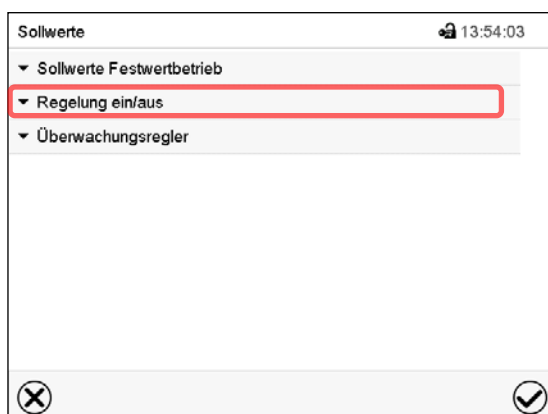 Sollwerte 13:54:03
Sollwerte Festwertbetrieb
Regelung ein/aus
Überwachungsregler